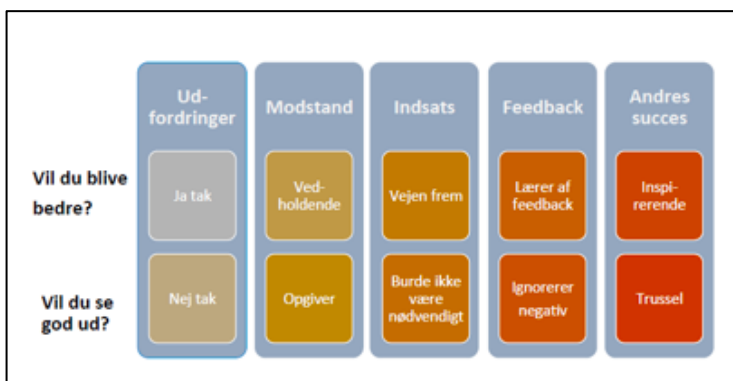 Ud-
fordringer
Modstand
Indsats
Feedback
Andres
succes
Vil du blive
bedre?
Ja tak
Ved-
holdende
Vejen frem
Lærer af
feedback
Inspi-
rerende
Vil du se
god ud?
Nej tak
Opgiver
Burde ikke
være
nødvendigt
Ignorerer
negativ
Trussel